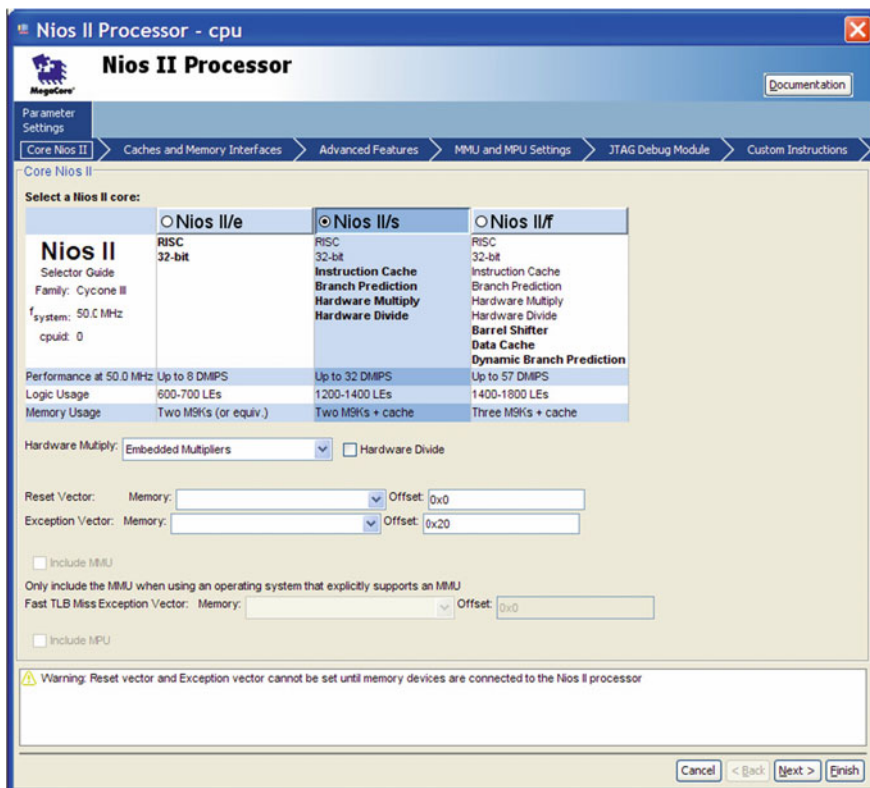 Nios II Processor - cpu
MegaCore'
Nios II Processor
Documentation
Parameter
Settings
Core Nios II
Caches and Memory Interfaces
Advanced Features
MMU and MPU Settings
JTAG Debug Module
Custom Instructions
Core Nios II
Select a Nios II core:
Nios II/e
Nios II/s
Nios II/f
Nios II
Selector Guide
Family: Cycone III
fsystem: 50.0 MHz
cpuid: 0
RISC
32-bit
RISC
32-bit
Instruction Cache
Branch Prediction
Hardware Multiply
Hardware Divide
RISC
32-bit
Instruction Cache
Branch Prediction
Hardware Multiply
Hardware Divide
Barrel Shifter
Data Cache
Dynamic Branch Prediction
Performance at 50.0 MHz Up to 8 DMIPS Up to 32 DMIPS Up to 57 DMIPS
Logic Usage 600-700 LEs 1200-1400 LEs 1400-1800 LEs
Memory Usage Two M9Ks (or equiv.) Two M9Ks + cache Three M9Ks + cache
Hardware Multiply: Embedded Multipliers Hardware Divide
Reset Vector: Memory: Offset: 0x0
Exception Vector: Memory: Offset: 0x20
Include MMU
Only include the MMU when using an operating system that explicitly supports an MMU
Fast TLB Miss Exception Vector: Memory: Offset: 0x0
Include MPU
Warning: Reset vector and Exception vector cannot be set until memory devices are connected to the Nios II processor
Cancel < Back Next > Finish